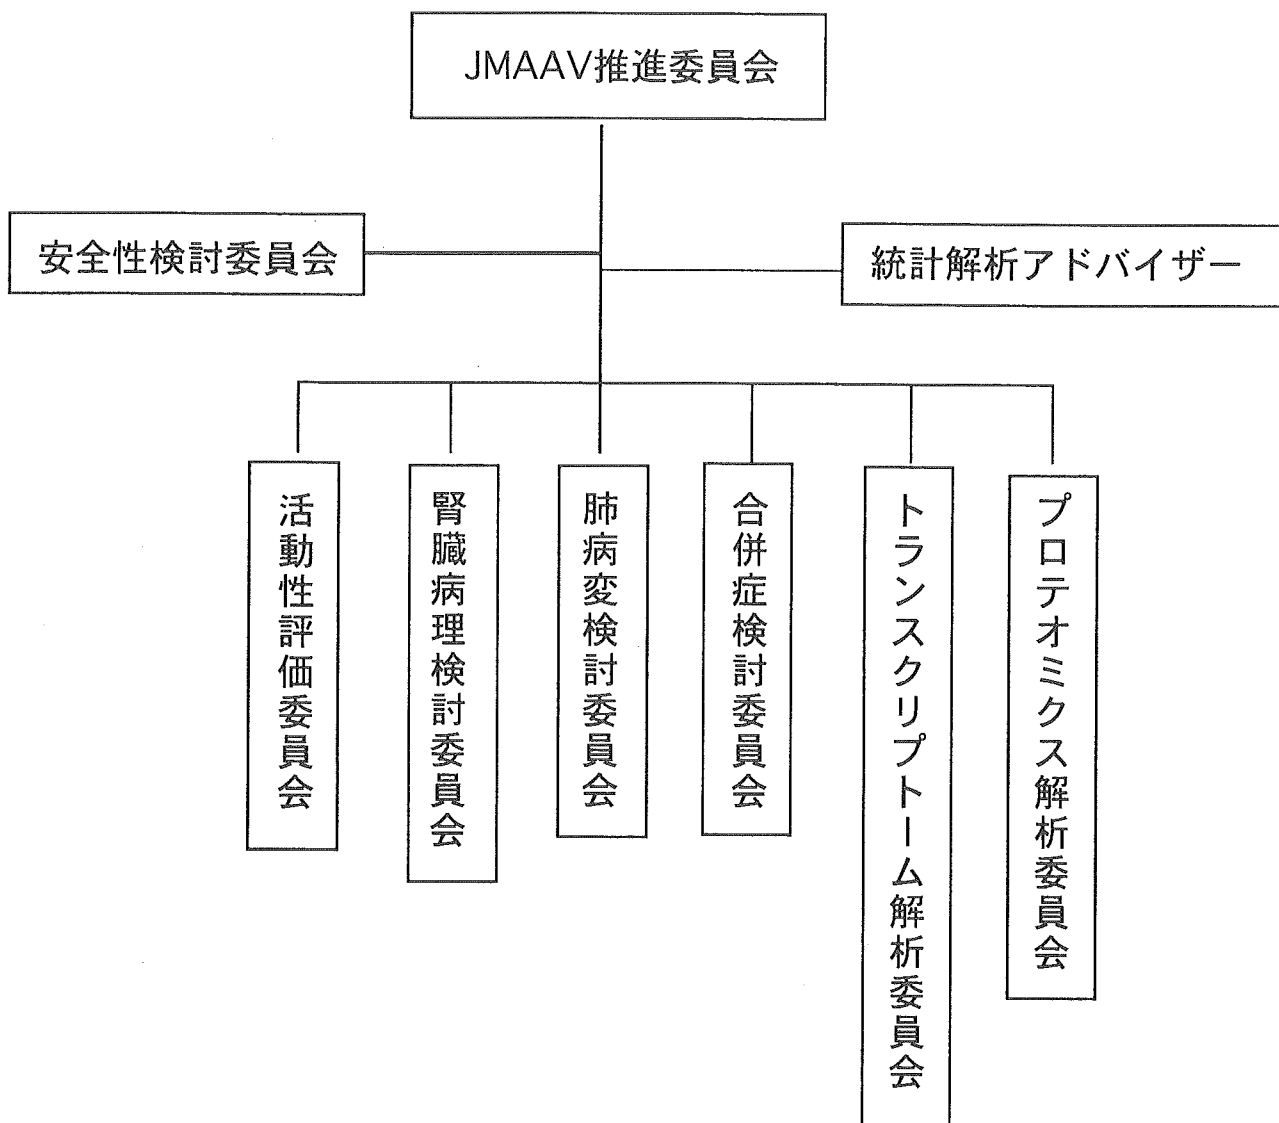 JMAAV推進委員会
安全性検討委員会
統計解析アドバイザー
活動性評価委員会
腎臓病理検討委員会
肺病変検討委員会
合併症検討委員会
トランスクリプトーム解析委員会
プロテオミクス解析委員会